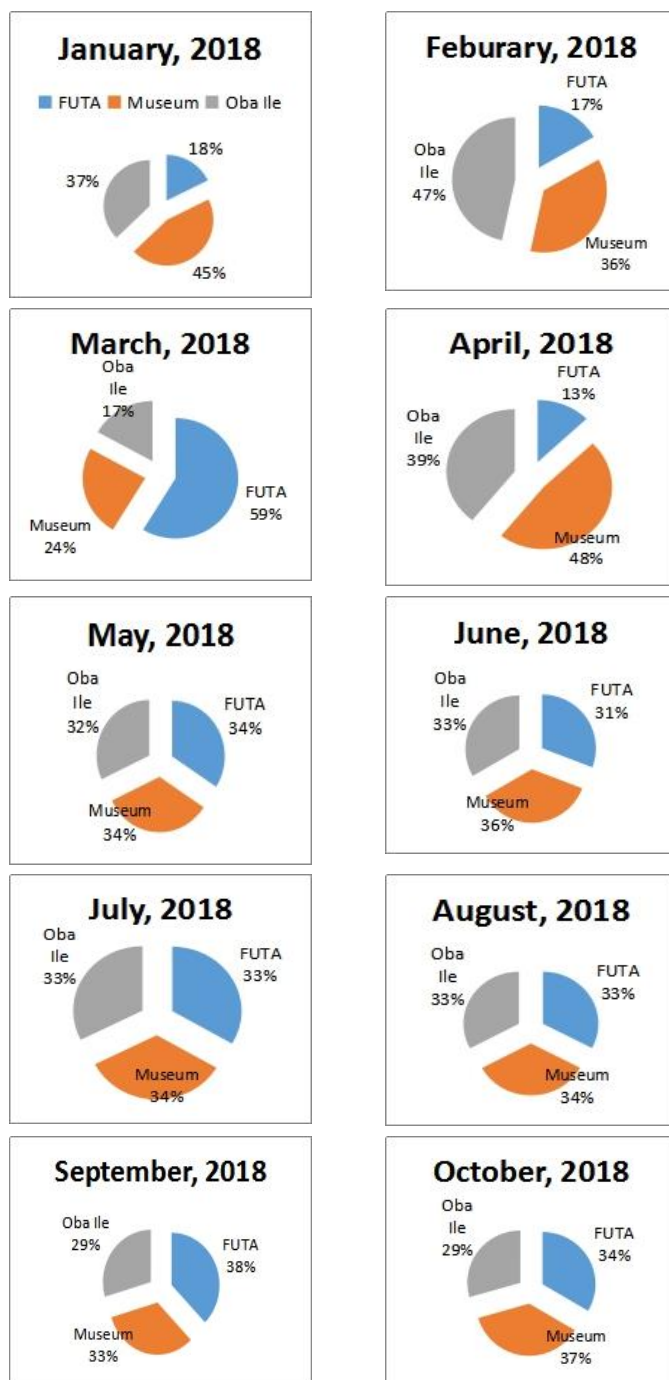 January, 2018
FUTA Museum Oba Ile
18%
37%
45%
Feburary, 2018
FUTA
17%
Oba
Ile
47%
Museum
36%
March, 2018
Oba
Ile
17%
FUTA
59%
Museum
24%
April, 2018
FUTA
13%
Oba
Ile
39%
Museum
48%
May, 2018
Oba
Ile
32%
FUTA
34%
Museum
34%
June, 2018
Oba
Ile
33%
FUTA
31%
Museum
36%
July, 2018
Oba
Ile
33%
FUTA
33%
Museum
34%
August, 2018
Oba
Ile
33%
FUTA
33%
Museum
34%
September, 2018
Oba Ile
29%
FUTA
38%
Museum
33%
October, 2018
Oba
Ile
29%
FUTA
34%
Museum
37%